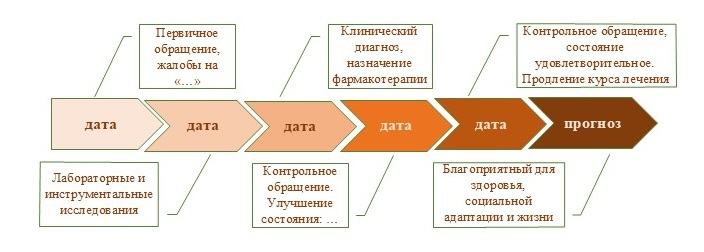 Первичное
обращение,
жалобы на
«…»
Клинический
диагноз,
назначение
фармакотерапии
Контрольное обращение,
состояние
удовлетворительное.
Продление курса лечения
дата
дата
дата
дата
дата
прогноз
Лабораторные и
инструментальные
исследования
Контрольное
обращение.
Улучшение
состояния: …
Благоприятный для
здоровья,
социальной
адаптации и жизни